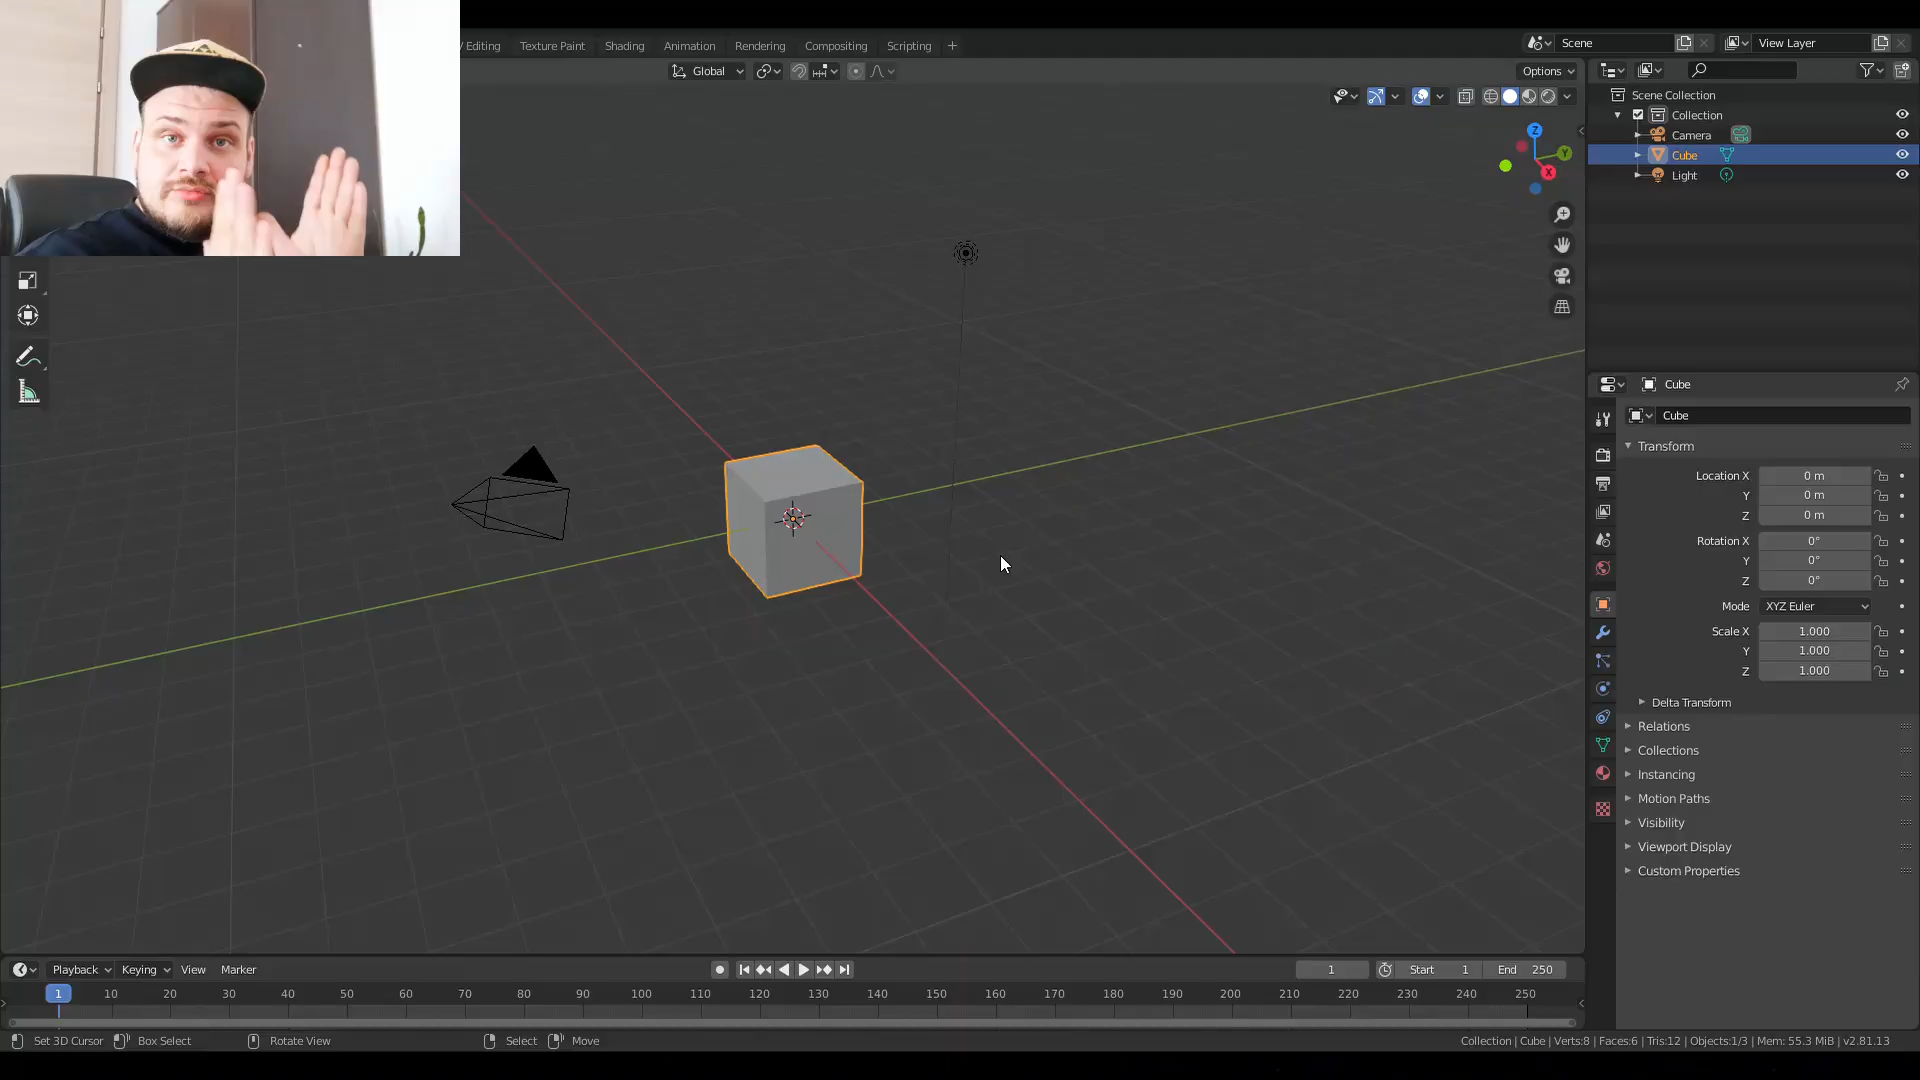 Editing
Texture Paint
Shading
Animation
Rendering
Compositing
Scripting
Scene
View Layer
Global
Options
Z
Y
X
Scene Collection
Collection
Camera
Cube
Light
Cube
Cube
Transform
Location X 0 m
Y 0 m
Z 0 m
Rotation X 0°
Y 0°
Z 0°
Mode XYZ Euler
Scale X 1.000
Y 1.000
Z 1.000
Delta Transform
Relations
Collections
Instancing
Motion Paths
Visibility
Viewport Display
Custom Properties
Playback Keying View Marker
1 Start 1 End 250
1 10 20 30 40 50 60 70 80 90 100 110 120 130 140 150 160 170 180 190 200 210 220 230 240 250
Set 3D Cursor Box Select Rotate View Select Move
Collection | Cube | Verts:8 | Faces:6 | Tris:12 | Objects:1/3 | Mem: 55.3 MiB | v2.81.13